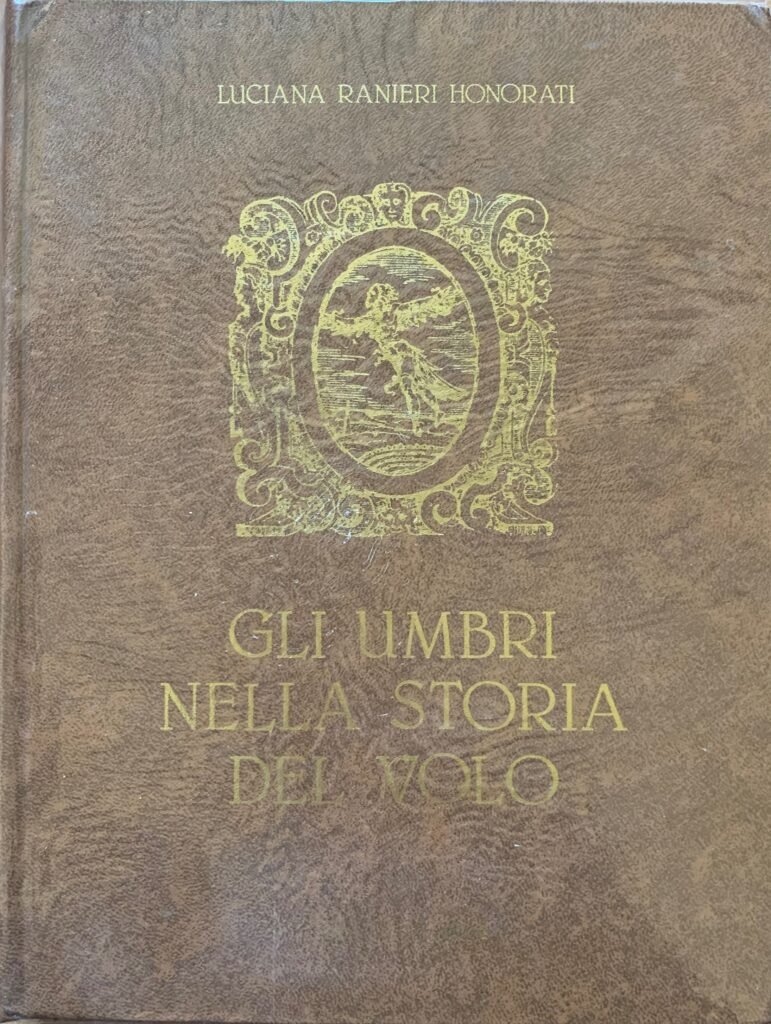 LUCIANA RANIERI HONORATI
GLI UMBRI
NELLA STORIA
DEL VOLO